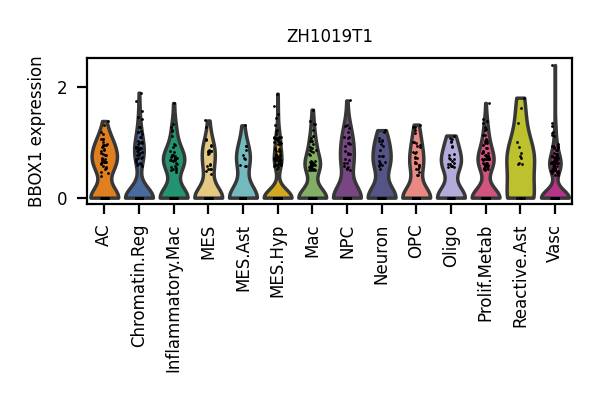 ZH1019T1
BBOX1 expression
2
0
AC
Chromatin.Reg
Inflammatory.Mac
MES
MES.Ast
MES.Hyp
Mac
NPC
Neuron
OPC
Oligo
Prolif.Metab
Reactive.Ast
Vasc